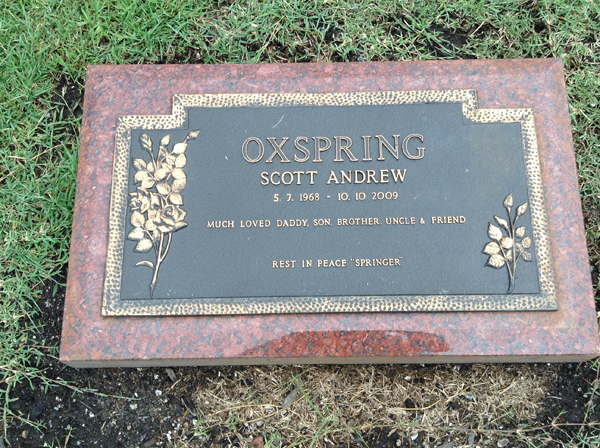 OXSPRING
SCOTT ANDREW
5. 7. 1968 - 10. 10 2009
MUCH LOVED DADDY, SON, BROTHER, UNCLE & FRIEND
REST IN PEACE "SPRINGER"